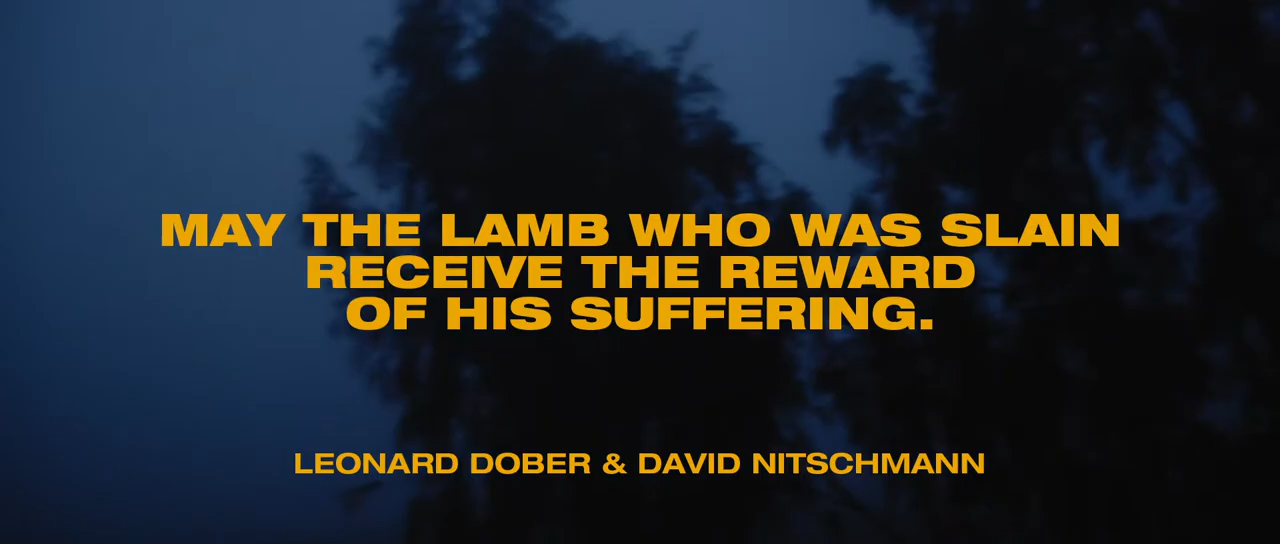 MAY THE LAMB WHO WAS SLAIN
RECEIVE THE REWARD
OF HIS SUFFERING.
LEONARD DOBER & DAVID NITSCHMANN